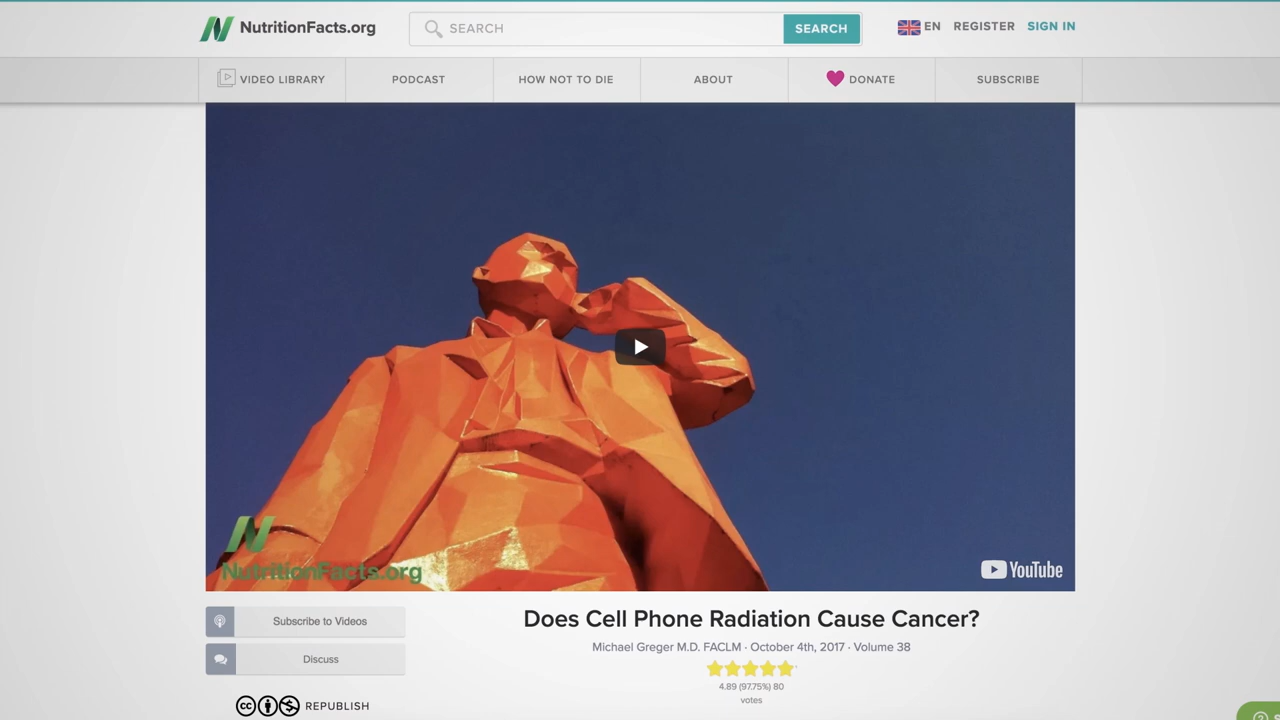 NutritionFacts.org
SEARCH
SEARCH
EN
REGISTER
SIGN IN
VIDEO LIBRARY
PODCAST
HOW NOT TO DIE
ABOUT
DONATE
SUBSCRIBE
NutritionFacts.org
YouTube
Subscribe to Videos
Does Cell Phone Radiation Cause Cancer?
Michael Greger M.D. FACLM · October 4th, 2017 · Volume 38
Discuss
4.89 (97.75%) 80
votes
cc
REPUBLISH